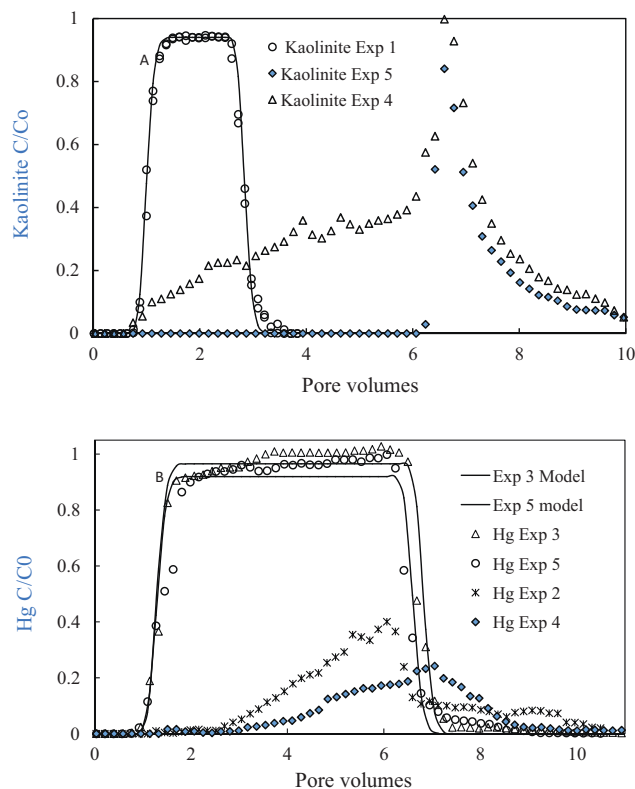 1
0.8
0.6
0.4
0.2
0
A
Kaolinite Exp 1
Kaolinite Exp 5
Kaolinite Exp 4
Kaolinite C/Co
0 2 4 6 8 10
Pore volumes
1
0.8
0.6
0.4
0.2
0
B
Exp 3 Model
Exp 5 model
Hg Exp 3
Hg Exp 5
Hg Exp 2
Hg Exp 4
Hg C/C0
0 2 4 6 8 10
Pore volumes